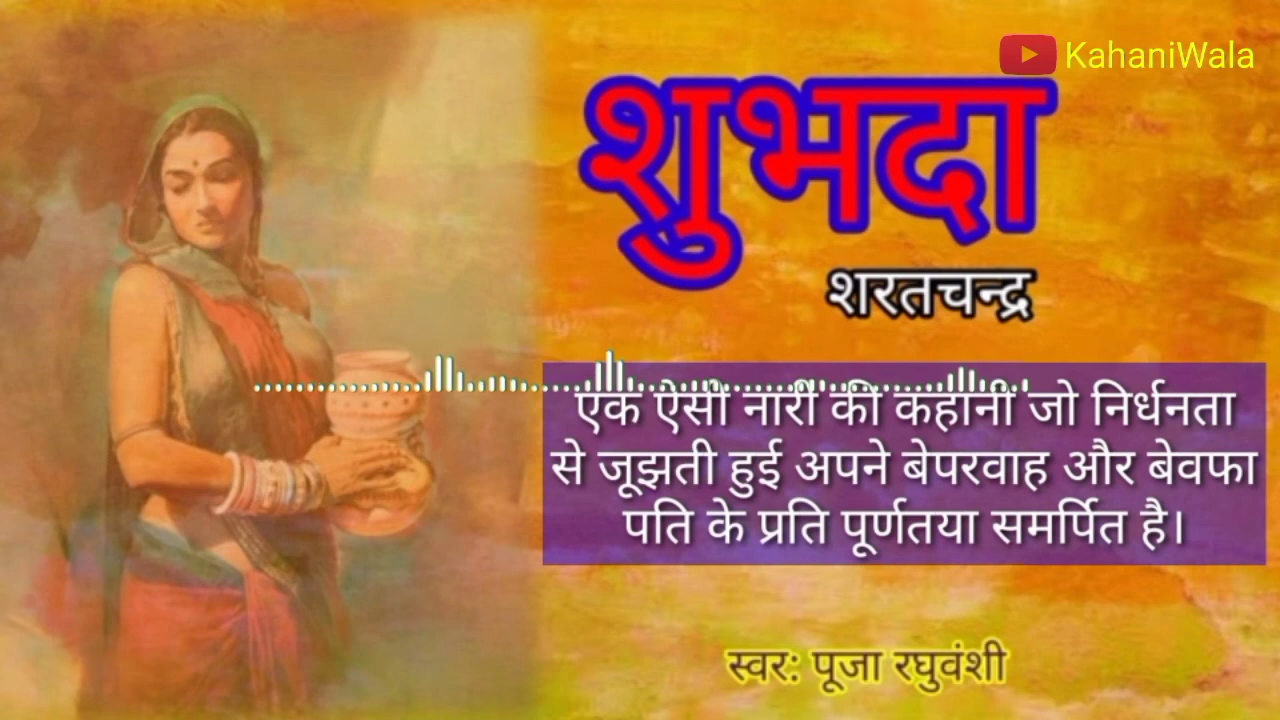 KahaniWala
शुभदा
शरतचन्द्र
एक ऐसी नारी की कहानी जो निर्धनता
से जूझती हुई अपने बेपरवाह और बेवफा
पति के प्रति पूर्णतया समर्पित है।
स्वर: पूजा रघुवंशी